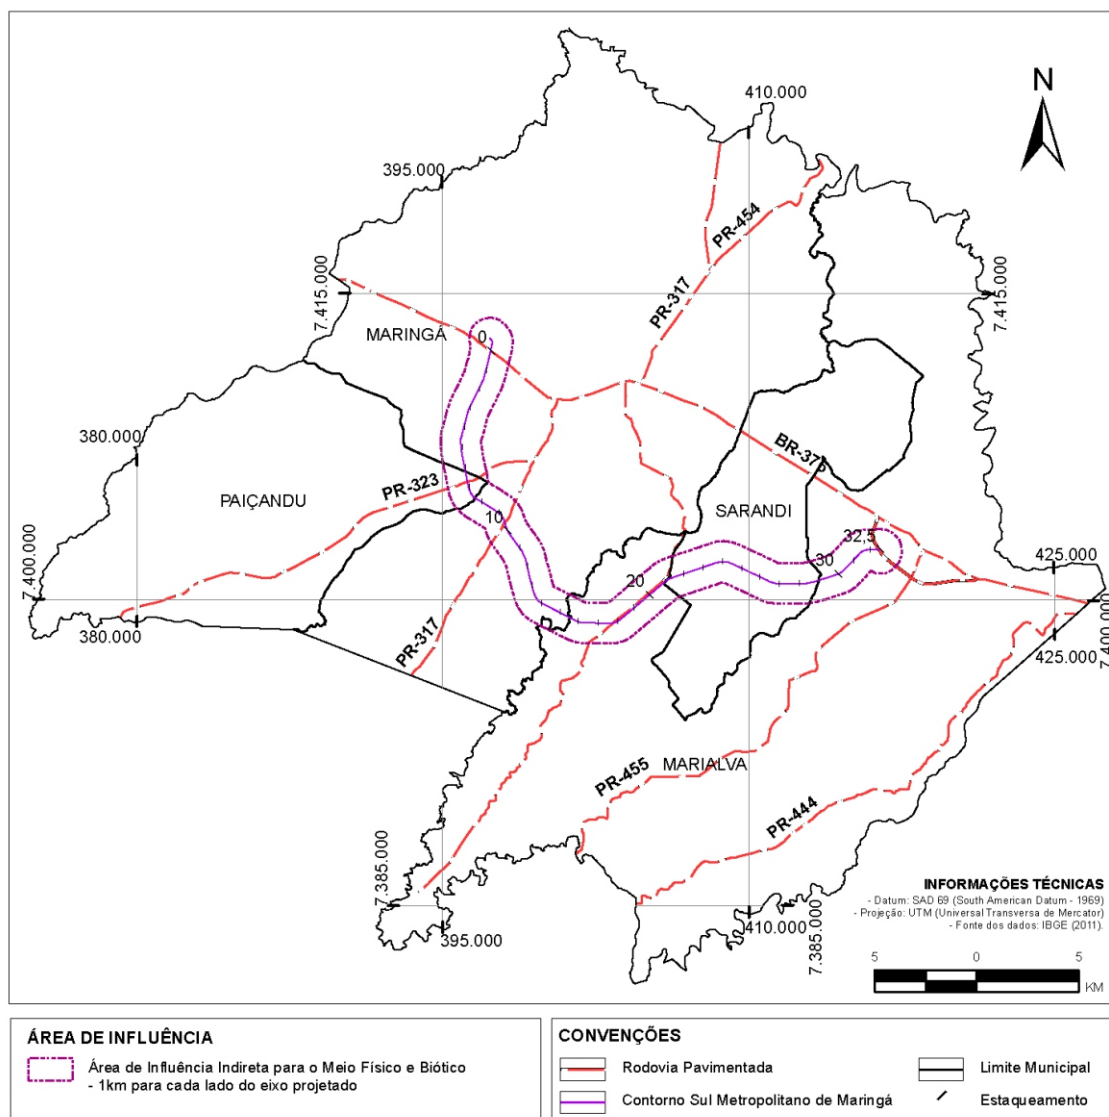 410.000
N
395.000
PR-454
7.415.000
7.415.000
PR-317
MARINGÁ
0
380.000
BR-376
PR-323
PAIÇANDU
SARANDI
10
32,5
30
20
425.000
7.400.000
380.000
PR-317
425.000
7.400.000
PR-455
MARIALVA
PR-444
7.385.000
395.000
410.000
7.385.000
INFORMAÇÕES TÉCNICAS
- Datum: SAD 69 (South American Datum - 1969)
- Projeção: UTM (Universal Transversa de Mercator)
- Fonte dos dados: IBGE (2011).
5 0 5
KM
ÁREA DE INFLUÊNCIA
Área de Influência Indireta para o Meio Físico e Biótico
- 1km para cada lado do eixo projetado
CONVENÇÕES
Rodovia Pavimentada
Limite Municipal
Contorno Sul Metropolitano de Maringá
Estaqueamento